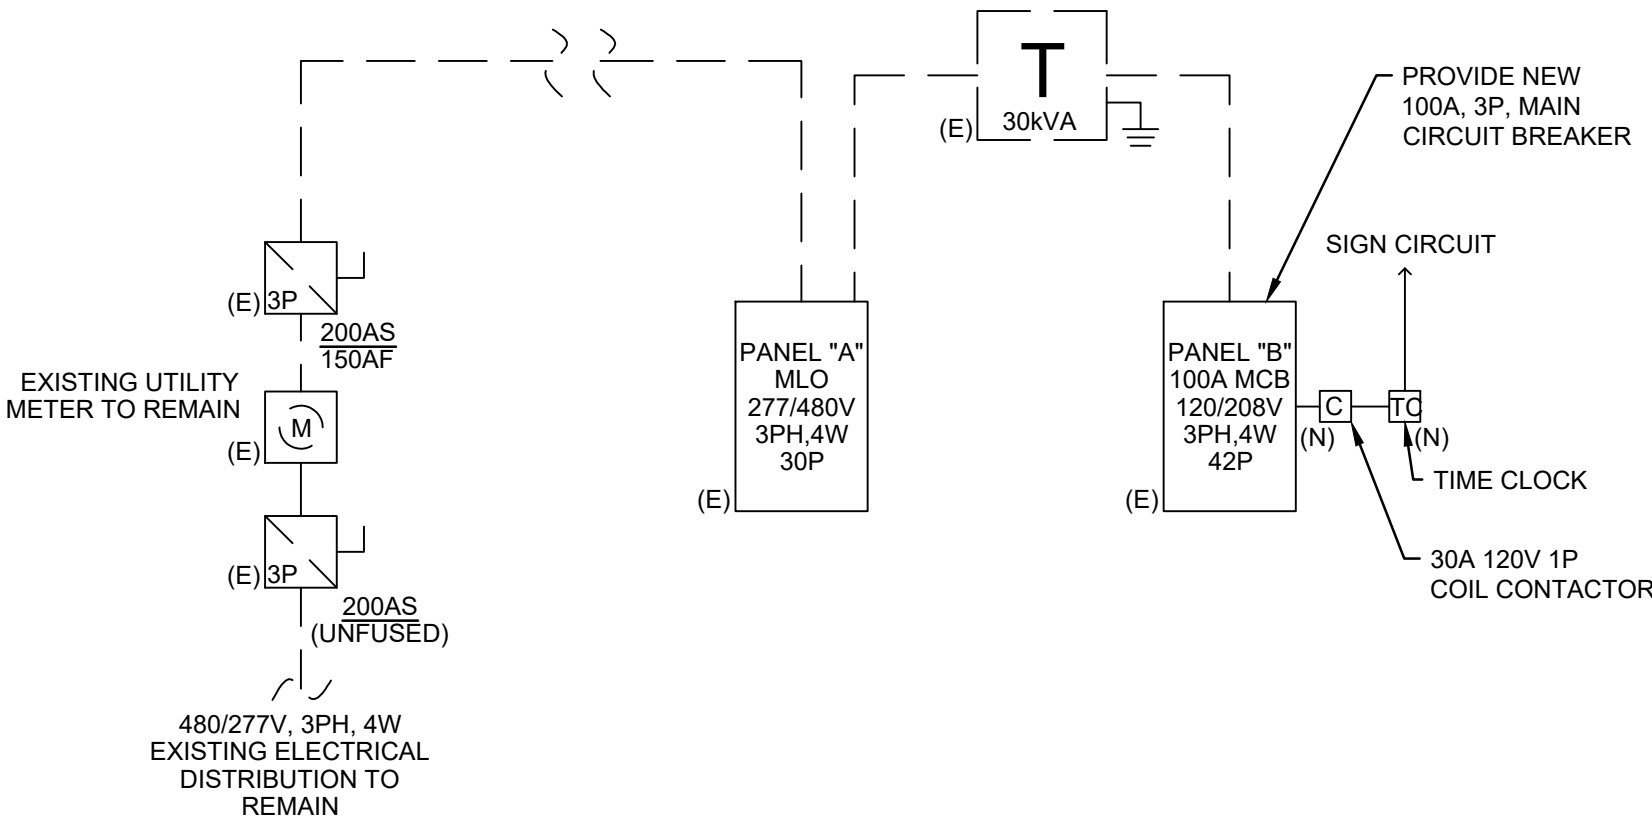 T
30kVA
(E)
PROVIDE NEW
100A, 3P, MAIN
CIRCUIT BREAKER
SIGN CIRCUIT
(E)
3P
200AS
150AF
EXISTING UTILITY
METER TO REMAIN
M
(E)
PANEL "A"
MLO
277/480V
3PH,4W
30P
(E)
PANEL "B"
100A MCB
120/208V
3PH,4W
42P
(E)
C
(N)
TC
(N)
TIME CLOCK
30A 120V 1P
COIL CONTACTOR
(E)
3P
200AS
(UNFUSED)
480/277V, 3PH, 4W
EXISTING ELECTRICAL
DISTRIBUTION TO
REMAIN